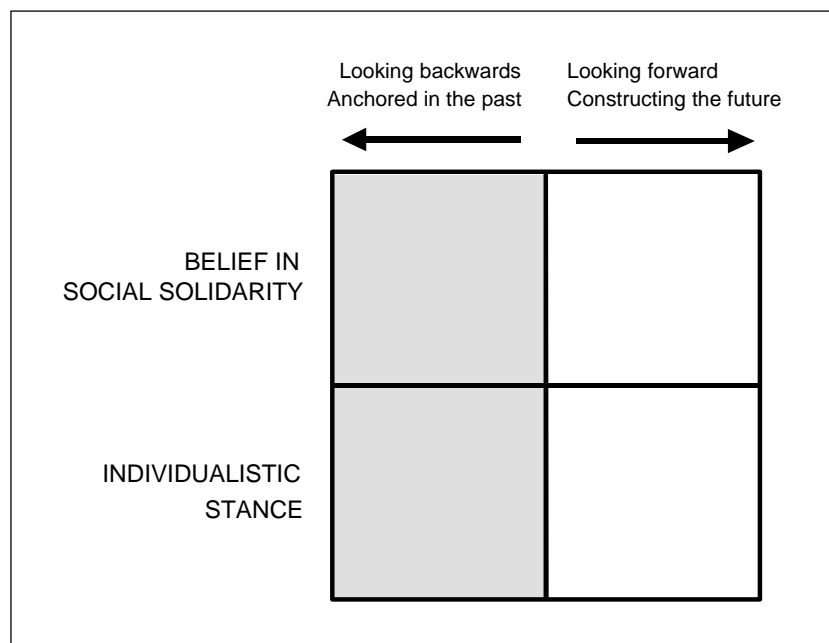 Looking backwards
Anchored in the past
Looking forward
Constructing the future
BELIEF IN
SOCIAL SOLIDARITY
INDIVIDUALISTIC
STANCE